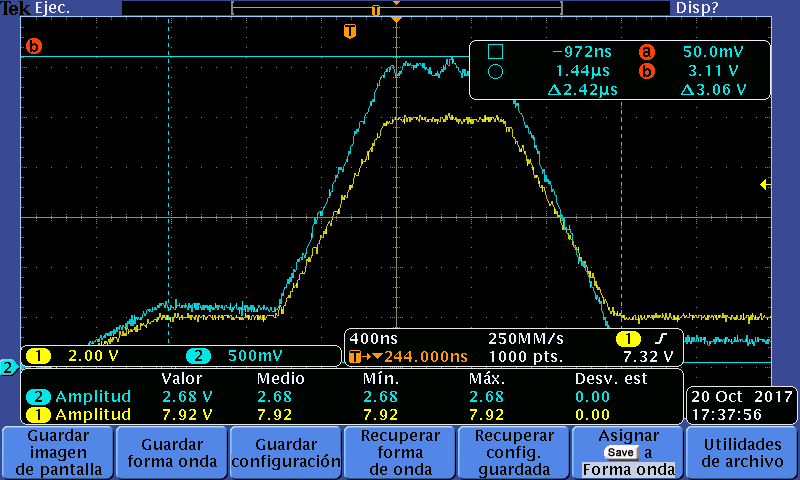 Tek Ejec. Disp?
T
T
b
−972ns a 50.0mV
1.44µs b 3.11 V
Δ2.42µs Δ3.06 V
1 2.00 V 2 500mV
400ns 250MM/s 1 7.32 V
T→▼244.000ns 1000 pts.
2
Valor Medio Mín. Máx. Desv. est
2 Amplitud 2.68 V 2.68 2.68 2.68 0.00
1 Amplitud 7.92 V 7.92 7.92 7.92 0.00
20 Oct 2017
17:37:56
Guardar
imagen
de pantalla
Guardar
forma onda
Guardar
configuración
Recuperar
forma
de onda
Recuperar
config.
guardada
Asignar
Save a
Forma onda
Utilidades
de archivo